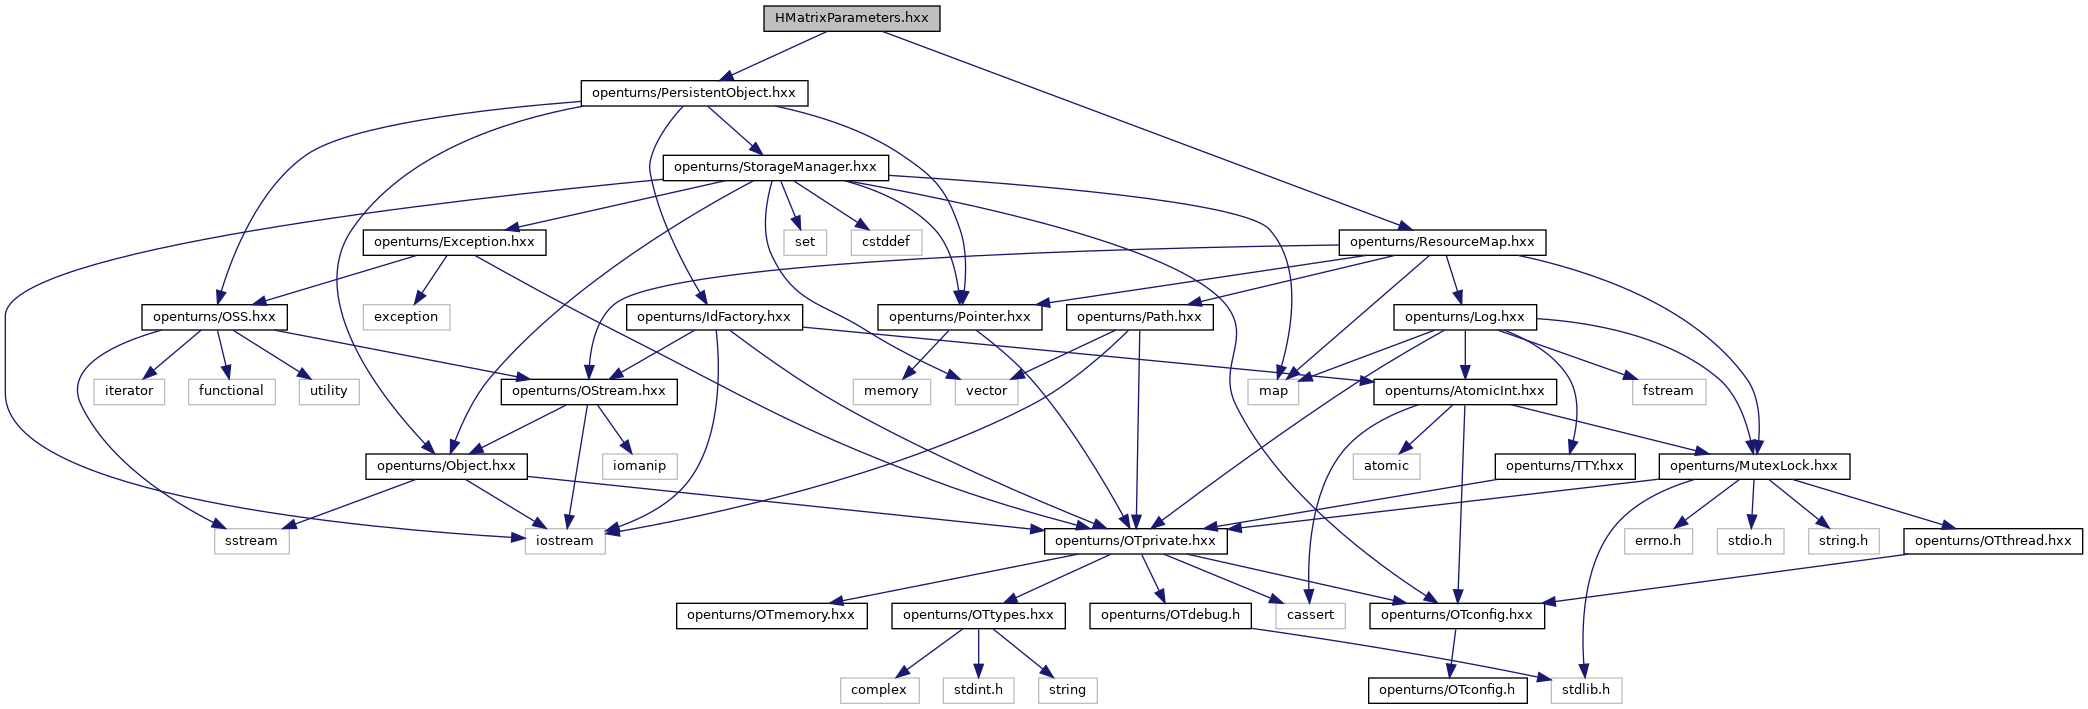 HMatrixParameters.hxx
openturns/PersistentObject.hxx
openturns/StorageManager.hxx
openturns/Exception.hxx
set
cstddef
openturns/ResourceMap.hxx
openturns/OSS.hxx
exception
openturns/IdFactory.hxx
openturns/Pointer.hxx
openturns/Path.hxx
openturns/Log.hxx
iterator
functional
utility
openturns/OStream.hxx
memory
vector
map
openturns/AtomicInt.hxx
fstream
openturns/Object.hxx
iomanip
atomic
openturns/TTY.hxx
openturns/MutexLock.hxx
sstream
iostream
openturns/OTprivate.hxx
errno.h
stdio.h
string.h
openturns/OTthread.hxx
openturns/OTmemory.hxx
openturns/OTtypes.hxx
openturns/OTdebug.h
cassert
openturns/OTconfig.hxx
complex
stdint.h
string
openturns/OTconfig.h
stdlib.h